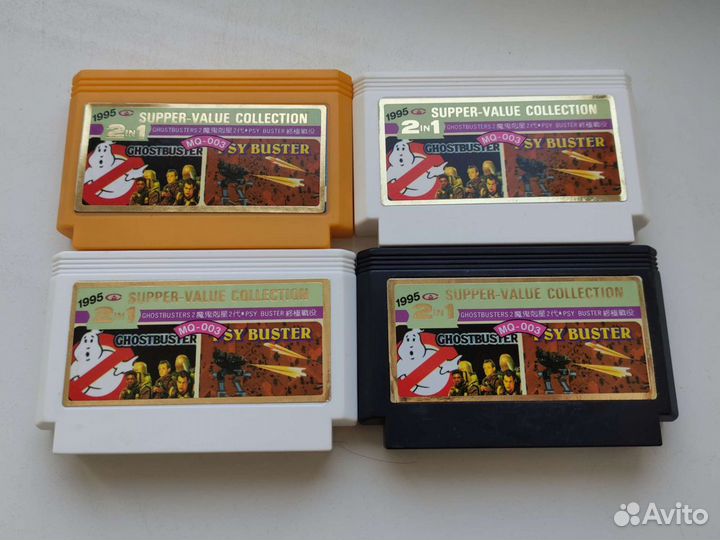 1995 SUPPER-VALUE COLLECTION
2 IN 1 GHOSTBUSTERS 2 魔鬼剋星2代•PSY BUSTER 終極戰役
MQ-003
GHOSTBUSTER PSY BUSTER
1995 SUPPER-VALUE COLLECTION
2 IN 1 GHOSTBUSTERS 2 魔鬼剋星2代•PSY BUSTER 終極戰役
MQ-003
GHOSTBUSTER PSY BUSTER
1995 SUPPER-VALUE COLLECTION
2 IN 1 GHOSTBUSTERS 2 魔鬼剋星2代•PSY BUSTER 終極戰役
MQ-003
GHOSTBUSTER PSY BUSTER
1995 SUPPER-VALUE COLLECTION
2 IN 1 GHOSTBUSTERS 2 魔鬼剋星2代•PSY BUSTER 終極戰役
MQ-003
GHOSTBUSTER PSY BUSTER
Avito